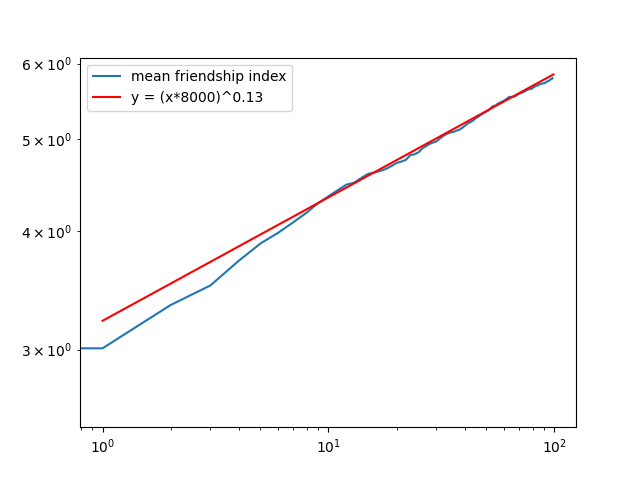 mean friendship index
y = (x*8000)^0.13
6 × 10⁰
5 × 10⁰
4 × 10⁰
3 × 10⁰
10⁰ 10¹ 10²